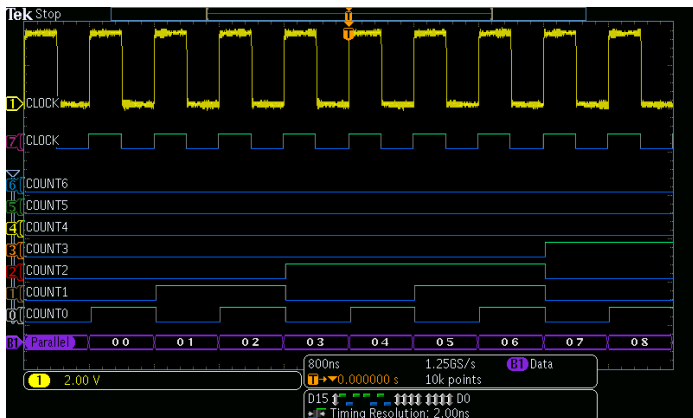 Tek Stop
T
T
1 CLOCK
7 CLOCK
6 COUNT6
5 COUNT5
4 COUNT4
3 COUNT3
2 COUNT2
1 COUNT1
0 COUNT0
B1 Parallel 00 01 02 03 04 05 06 07 08
1 2.00 V
800ns 1.25GS/s B1 Data
T→▼0.000000 s 10k points
D15 D0
Timing Resolution: 2.00ns